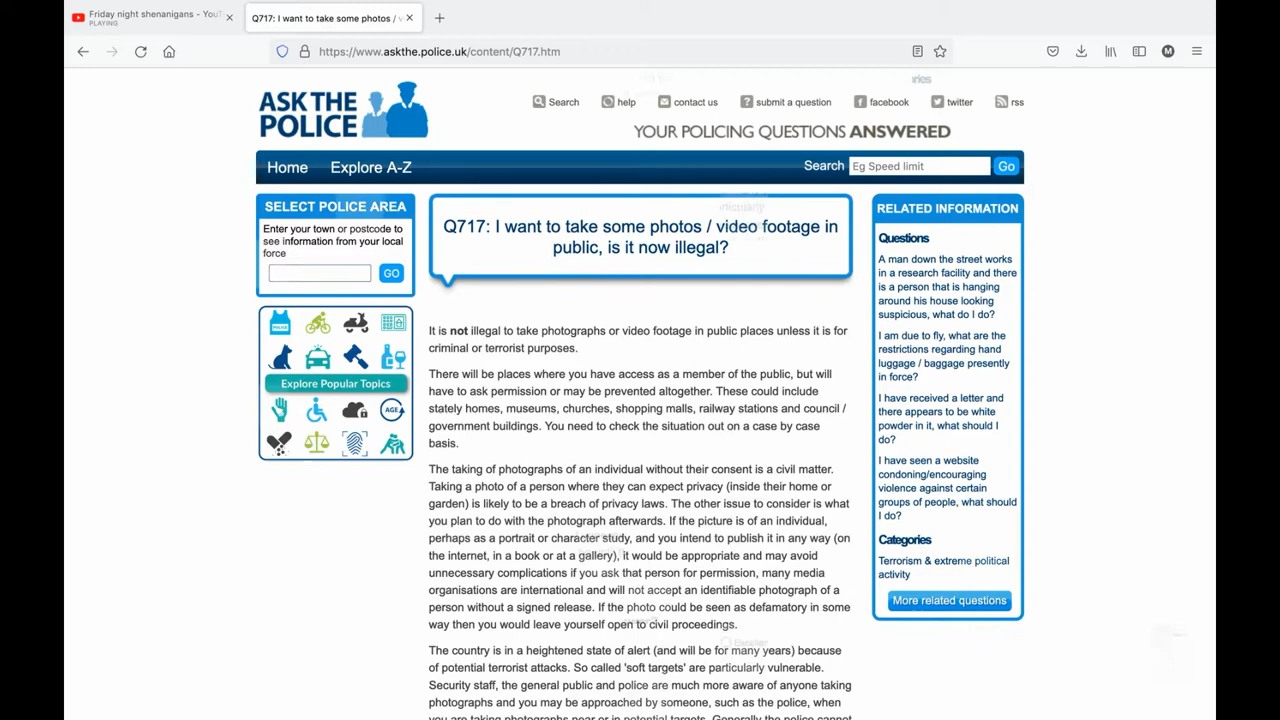 Friday night shenanigans - YouT
PLAYING
Q717: I want to take some photos / v
https://www.askthe.police.uk/content/Q717.htm
M
ries
ASK THE
POLICE
Search
help
contact us
submit a question
facebook
twitter
rss
YOUR POLICING QUESTIONS ANSWERED
Home
Explore A-Z
Search
Eg Speed limit
Go
SELECT POLICE AREA
Enter your town or postcode to
see information from your local
force
GO
POLICE
Explore Popular Topics
AGE
Q717: I want to take some photos / video footage in
public, is it now illegal?
It is not illegal to take photographs or video footage in public places unless it is for
criminal or terrorist purposes.
There will be places where you have access as a member of the public, but will
have to ask permission or may be prevented altogether. These could include
stately homes, museums, churches, shopping malls, railway stations and council /
government buildings. You need to check the situation out on a case by case
basis.
The taking of photographs of an individual without their consent is a civil matter.
Taking a photo of a person where they can expect privacy (inside their home or
garden) is likely to be a breach of privacy laws. The other issue to consider is what
you plan to do with the photograph afterwards. If the picture is of an individual,
perhaps as a portrait or character study, and you intend to publish it in any way (on
the internet, in a book or at a gallery), it would be appropriate and may avoid
unnecessary complications if you ask that person for permission, many media
organisations are international and will not accept an identifiable photograph of a
person without a signed release. If the photo could be seen as defamatory in some
way then you would leave yourself open to civil proceedings.
The country is in a heightened state of alert (and will be for many years) because
of potential terrorist attacks. So called 'soft targets' are particularly vulnerable.
Security staff, the general public and police are much more aware of anyone taking
photographs and you may be approached by someone, such as the police, when
you are taking photographs near or in potential targets. Generally the police cannot
RELATED INFORMATION
Questions
A man down the street works
in a research facility and there
is a person that is hanging
around his house looking
suspicious, what do I do?
I am due to fly, what are the
restrictions regarding hand
luggage / baggage presently
in force?
I have received a letter and
there appears to be white
powder in it, what should I
do?
I have seen a website
condoning/encouraging
violence against certain
groups of people, what should
I do?
Categories
Terrorism & extreme political
activity
More related questions